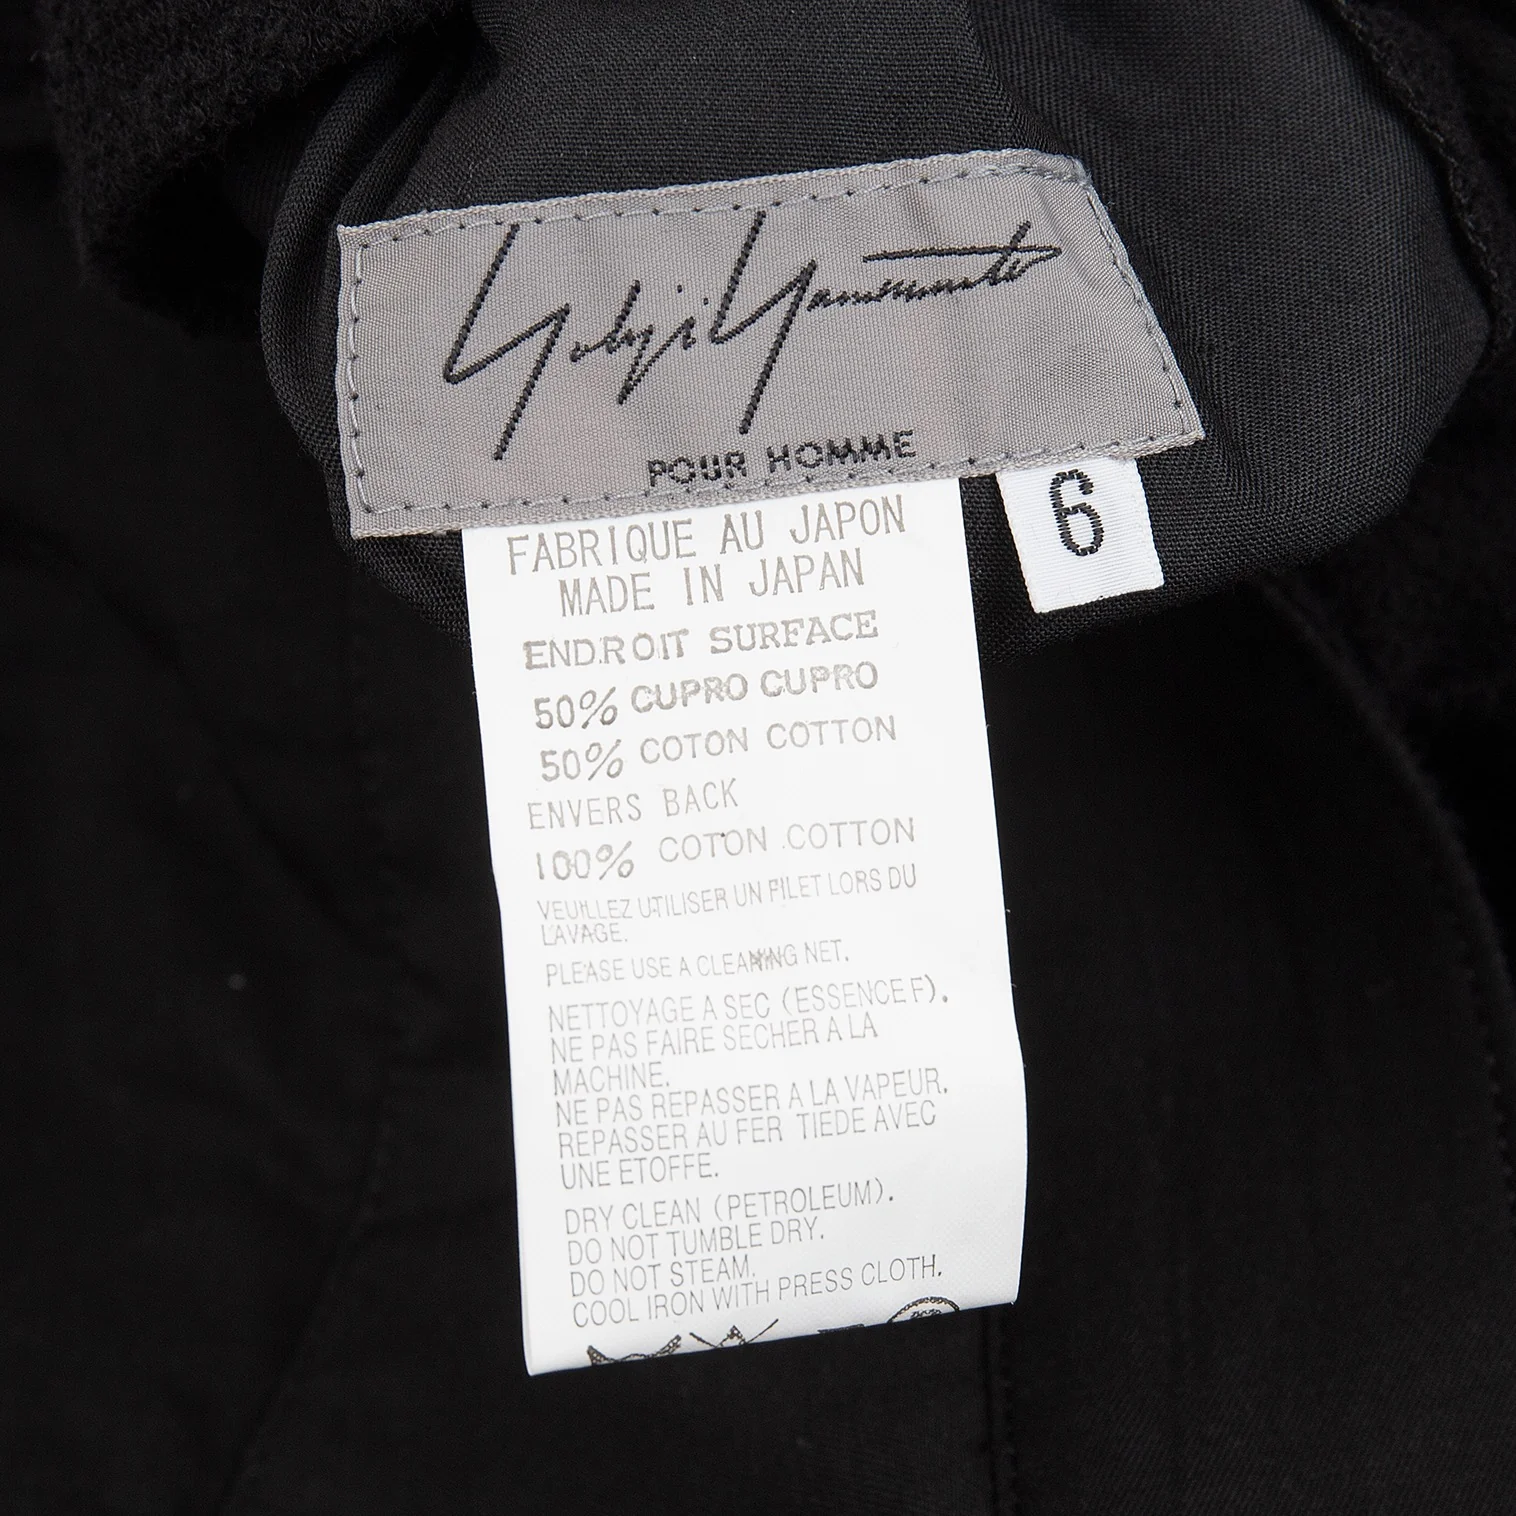 Yohji Yamamoto
POUR HOMME
6
FABRIQUE AU JAPON
MADE IN JAPAN
ENDROIT SURFACE
50% CUPRO CUPRO
50% COTON COTTON
ENVERS BACK
100% COTON COTTON
VEUILLEZ UTILISER UN FILET LORS DU
LAVAGE.
PLEASE USE A CLEANING NET.
NETTOYAGE A SEC (ESSENCE F).
NE PAS FAIRE SECHER A LA
MACHINE.
NE PAS REPASSER A LA VAPEUR.
REPASSER AU FER TIEDE AVEC
UNE ETOFFE.
DRY CLEAN (PETROLEUM).
DO NOT TUMBLE DRY.
DO NOT STEAM.
COOL IRON WITH PRESS CLOTH.